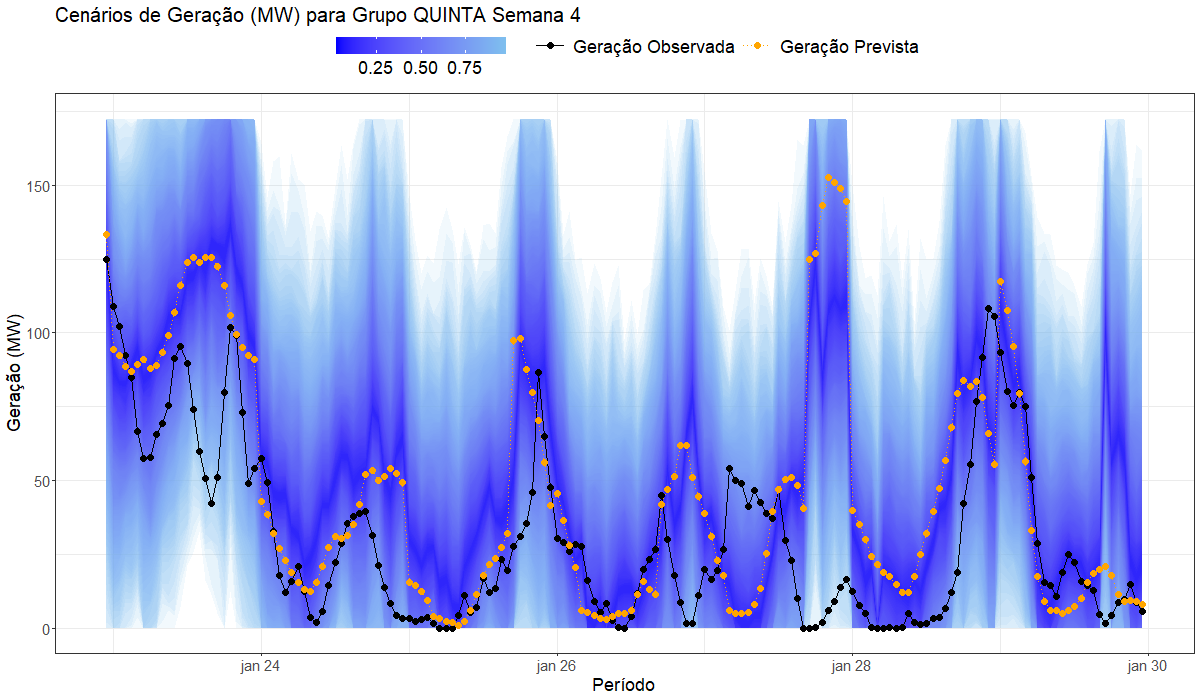 Cenários de Geração (MW) para Grupo QUINTA Semana 4
0.25 0.50 0.75
Geração Observada
Geração Prevista
Geração (MW)
150
100
50
0
jan 24
jan 26
jan 28
jan 30
Período